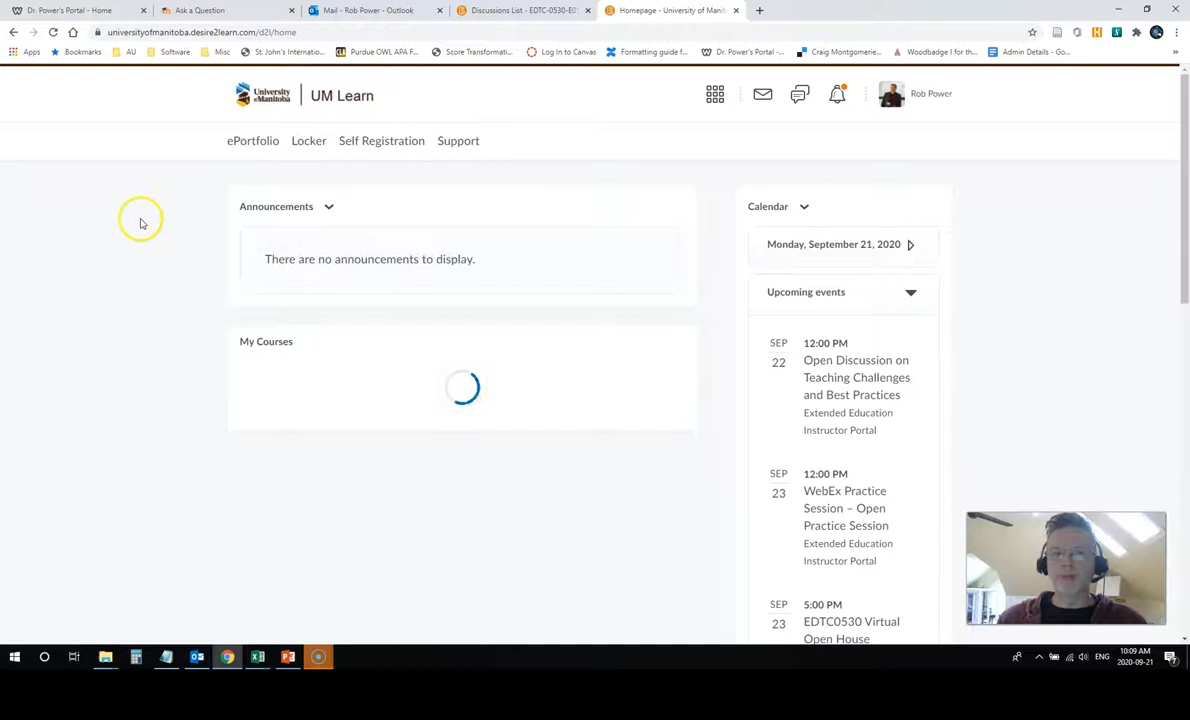 Dr. Power's Portal - Home
Ask a Question
Mail - Rob Power - Outlook
Discussions List - EDTC-0530-E01
Homepage - University of Manit
universityofmanitoba.desire2learn.com/d2l/home
Apps
Bookmarks
AU
Software
Misc
St. John's Internatio...
Purdue OWL APA F...
Score Transformati...
Log In to Canvas
Formatting guide f...
Dr. Power's Portal -...
Craig Montgomerie...
Woodbadge I for th...
Admin Details - Go...
University of Manitoba
UM Learn
Rob Power
ePortfolio
Locker
Self Registration
Support
Announcements
There are no announcements to display.
My Courses
Calendar
Monday, September 21, 2020
Upcoming events
SEP
22
12:00 PM
Open Discussion on
Teaching Challenges
and Best Practices
Extended Education
Instructor Portal
SEP
23
12:00 PM
WebEx Practice
Session – Open
Practice Session
Extended Education
Instructor Portal
SEP
23
5:00 PM
EDTC0530 Virtual
Open House
ENG
10:09 AM
2020-09-21